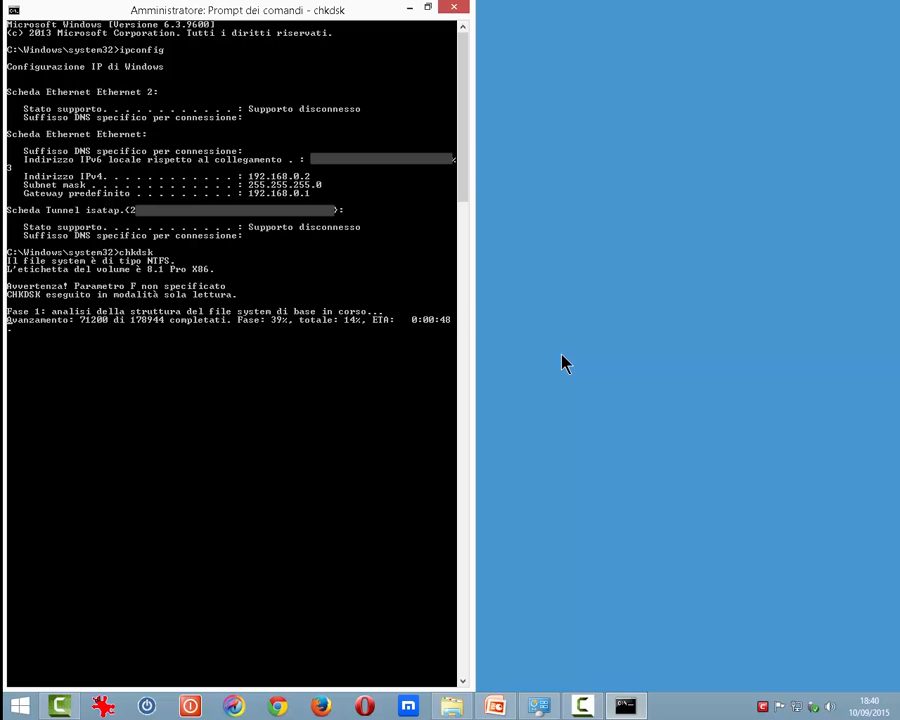 Amministratore: Prompt dei comandi - chkdsk
Microsoft Windows [Versione 6.3.9600]
(c) 2013 Microsoft Corporation. Tutti i diritti riservati.
C:\Windows\system32>ipconfig
Configurazione IP di Windows
Scheda Ethernet Ethernet 2:
Stato supporto. . . . . . . . . . . . : Supporto disconnesso
Suffisso DNS specifico per connessione:
Scheda Ethernet Ethernet:
Suffisso DNS specifico per connessione:
Indirizzo IPv6 locale rispetto al collegamento . : %
3
Indirizzo IPv4. . . . . . . . . . . . : 192.168.0.2
Subnet mask . . . . . . . . . . . . . : 255.255.255.0
Gateway predefinito . . . . . . . . . : 192.168.0.1
Scheda Tunnel isatap.{2 }:
Stato supporto. . . . . . . . . . . . : Supporto disconnesso
Suffisso DNS specifico per connessione:
C:\Windows\system32>chkdsk
Il file system è di tipo NTFS.
L'etichetta del volume è 8.1 Pro X86.
Avvertenza! Parametro F non specificato
CHKDSK eseguito in modalità sola lettura.
Fase 1: analisi della struttura del file system di base in corso...
Avanzamento: 71200 di 178944 completati. Fase: 39%, totale: 14%, ETA: 0:00:48
.
18:40
10/09/2015